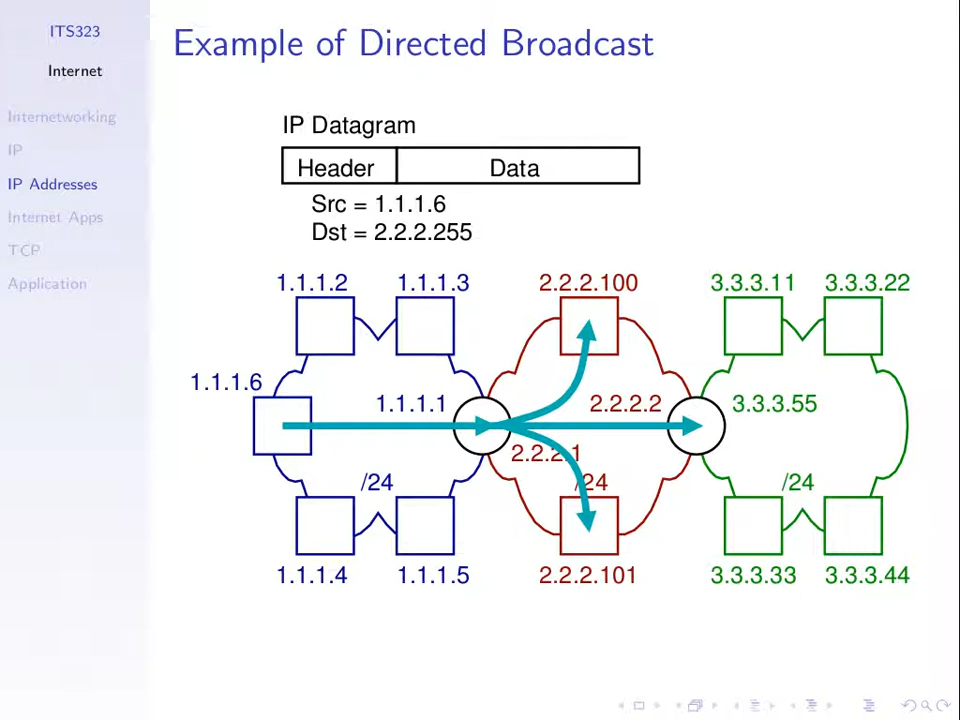 ITS323
Internet
Internetworking
IP
IP Addresses
Internet Apps
TCP
Application
Example of Directed Broadcast
IP Datagram
Header Data
Src = 1.1.1.6
Dst = 2.2.2.255
1.1.1.2 1.1.1.3 2.2.2.100 3.3.3.11 3.3.3.22
1.1.1.6
1.1.1.1 2.2.2.2 3.3.3.55
2.2.2.1
/24 /24 /24
1.1.1.4 1.1.1.5 2.2.2.101 3.3.3.33 3.3.3.44